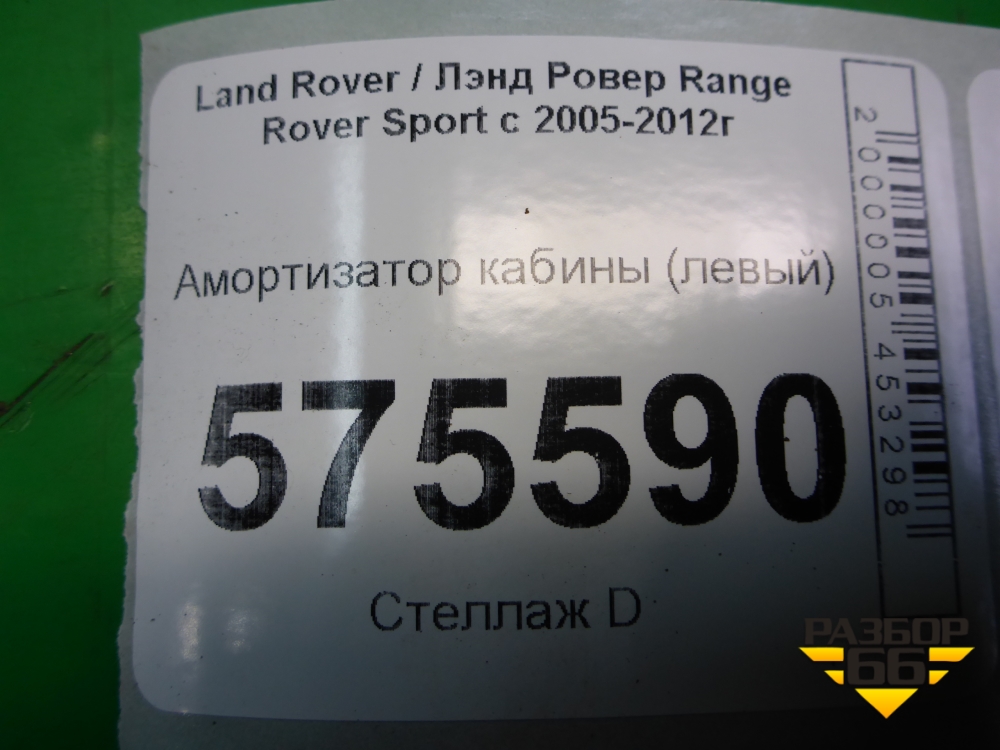 Land Rover / Лэнд Ровер Range
Rover Sport с 2005-2012г
Амортизатор кабины (левый)
575590
Стеллаж D
2000005453298
РАЗБОР
66